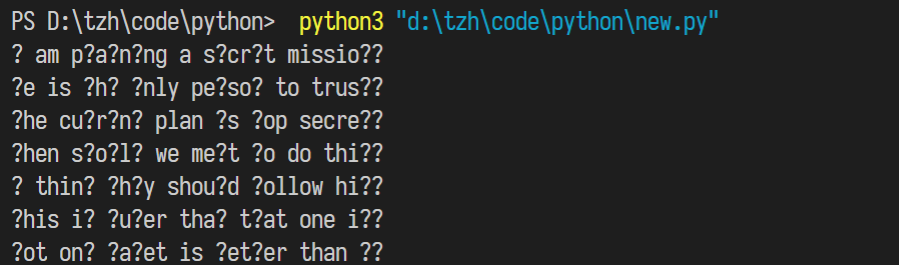 PS D:\tzh\code\python> python3 "d:\tzh\code\python\new.py"
? am p?a?n?ng a s?cr?t missio??
?e is ?h? ?nly pe?so? to trus??
?he cu?r?n? plan ?s ?op secre??
?hen s?o?l? we me?t ?o do thi??
? thin? ?h?y shou?d ?ollow hi??
?his i? ?u?er tha? t?at one i??
?ot on? ?a?et is ?et?er than ??